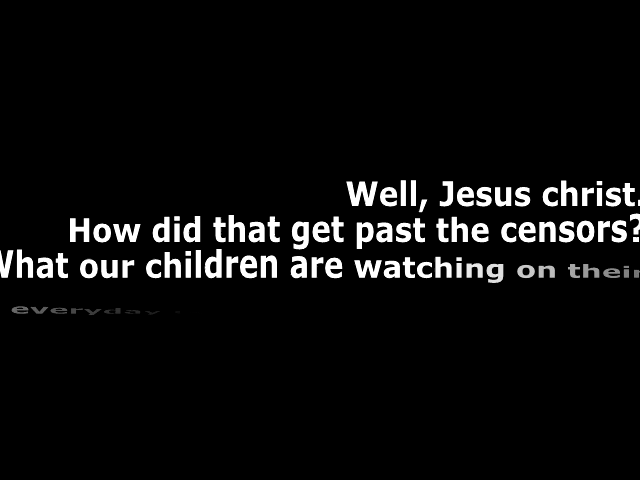 Well, Jesus christ.
How did that get past the censors?
What our children are watching on their
everyday